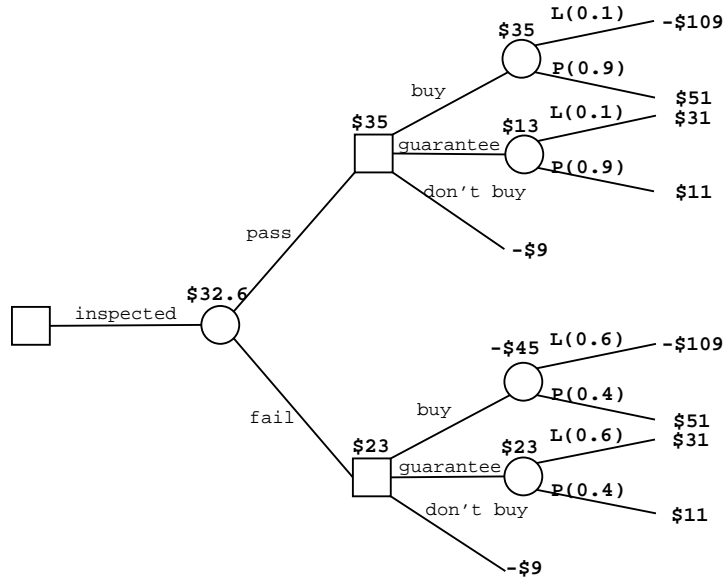 $35
L(0.1)
-$109
P(0.9)
$51
buy
$35
guarantee
$13
L(0.1)
$31
P(0.9)
$11
don't buy
-$9
pass
$32.6
inspected
fail
-$45
L(0.6)
-$109
P(0.4)
$51
buy
$23
guarantee
$23
L(0.6)
$31
P(0.4)
$11
don't buy
-$9